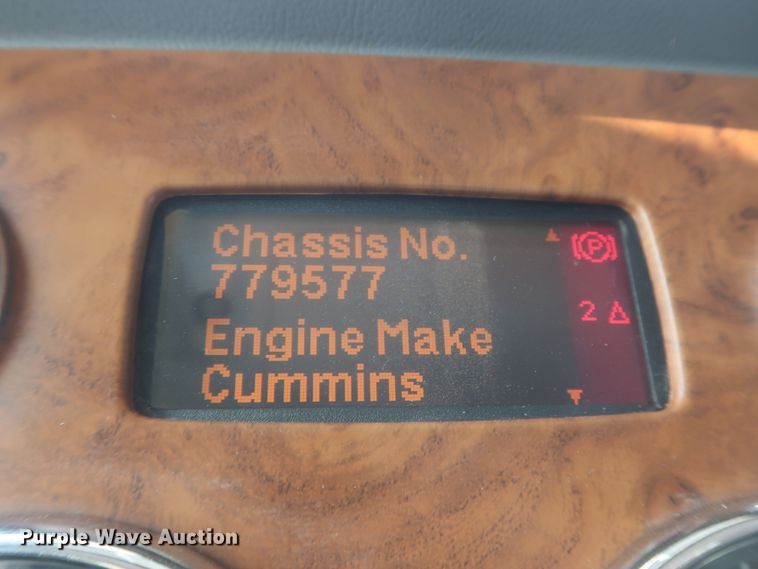 Chassis No.
779577
Engine Make
Cummins
P
2
Purple Wave Auction